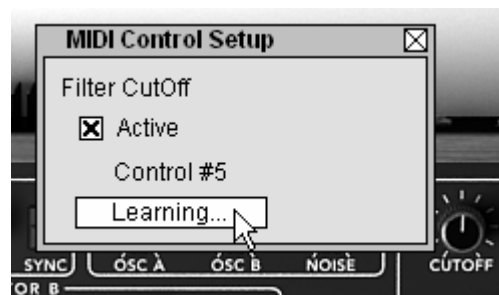 MIDI Control Setup
Filter CutOff
Active
Control #5
Learning...
SYNC OSC A OSC B NOISE CUTOFF
OR B